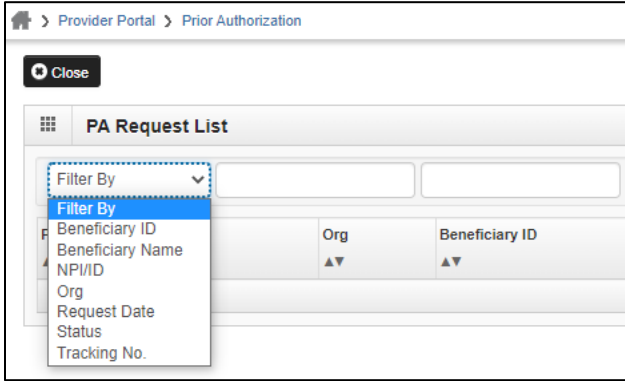 Provider Portal > Prior Authorization
Close
PA Request List
Filter By
Filter By
Beneficiary ID
Beneficiary Name
NPI/ID
Org
Request Date
Status
Tracking No.
Org Beneficiary ID